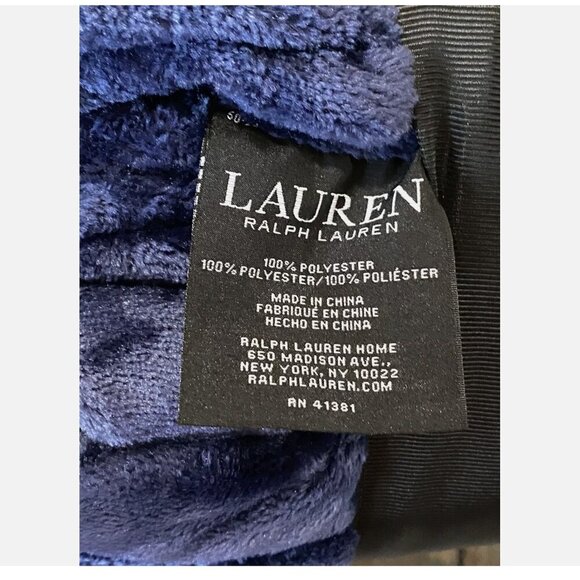 LAUREN
RALPH LAUREN
100% POLYESTER
100% POLYESTER/100% POLIÉSTER
MADE IN CHINA
FABRIQUÉ EN CHINE
HECHO EN CHINA
RALPH LAUREN HOME
650 MADISON AVE.,
NEW YORK, NY 10022
RALPHLAUREN.COM
RN 41381